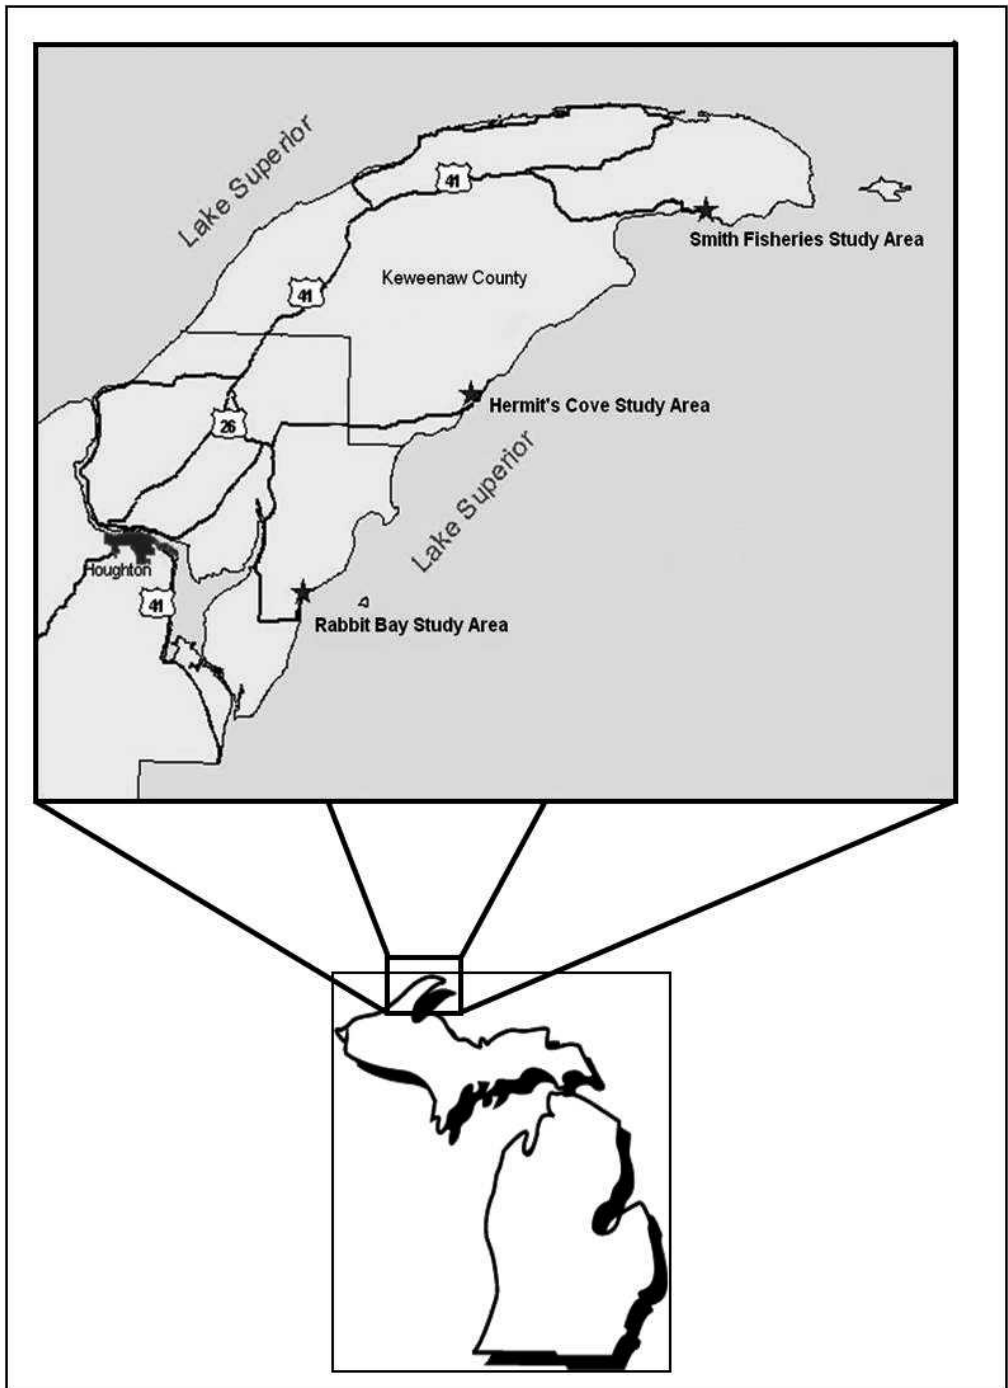 Lake Superior
41
Smith Fisheries Study Area
Keweenaw County
41
Hermit's Cove Study Area
26
Lake Superior
Houghton
41
Rabbit Bay Study Area